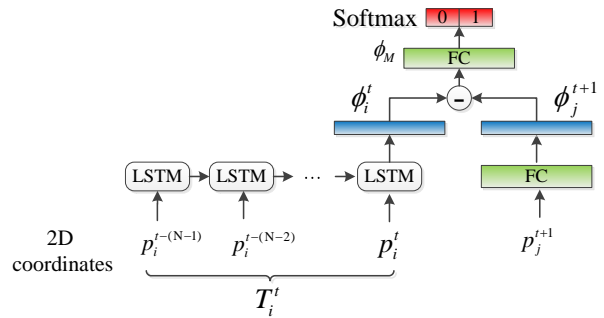 Softmax 0 1
ϕ_M FC
ϕ_i^t - ϕ_j^{t+1}
LSTM LSTM ... LSTM FC
2D coordinates
p_i^{t-(N-1)} p_i^{t-(N-2)} p_i^t p_j^{t+1}
T_i^t